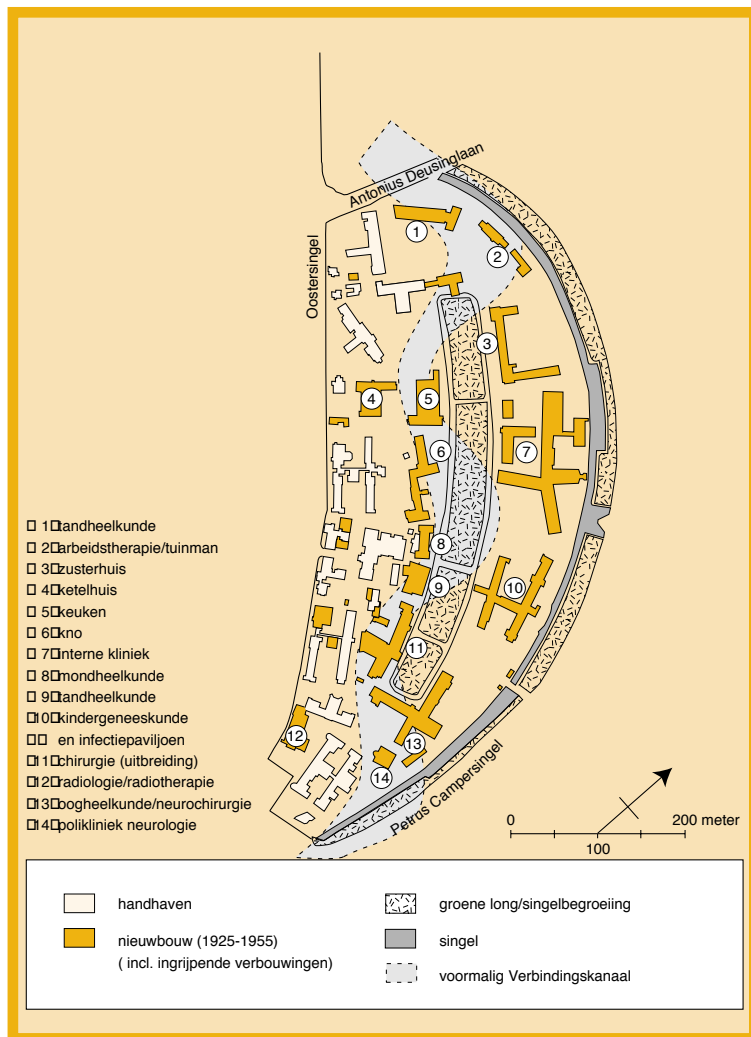 Antonius Deusinglaan
Oostersingel
1
2
3
4
5
6
7
8
9
10
11
12
13
14
Petrus Campersingel
□ 1□tandheelkunde
□ 2□arbeidstherapie/tuinman
□ 3□zusterhuis
□ 4□ketelhuis
□ 5□keuken
□ 6□kno
□ 7□interne kliniek
□ 8□mondheelkunde
□ 9□tandheelkunde
□10□kindergeneeskunde
□□ en infectiepaviljoen
□11□chirurgie (uitbreiding)
□12□radiologie/radiotherapie
□13□oogheelkunde/neurochirurgie
□14□polikliniek neurologie
0
100
200 meter
handhaven
nieuwbouw (1925-1955)
( incl. ingrijpende verbouwingen)
groene long/singelbegroeiing
singel
voormalig Verbindingskanaal